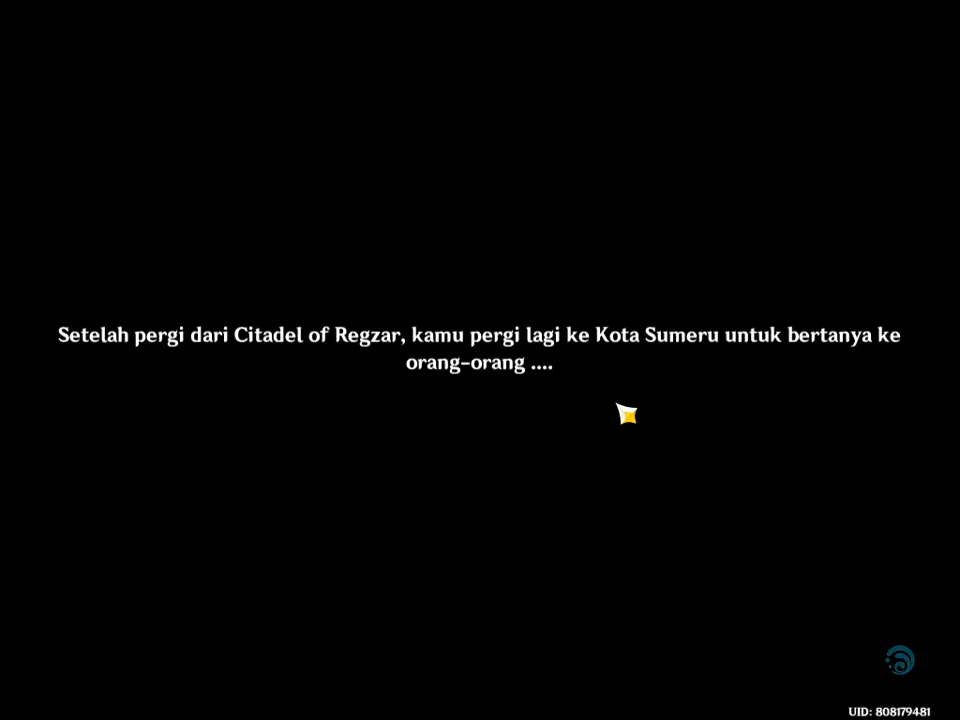 Setelah pergi dari Citadel of Regzar, kamu pergi lagi ke Kota Sumeru untuk bertanya ke
orang-orang ....
UID: 808179481